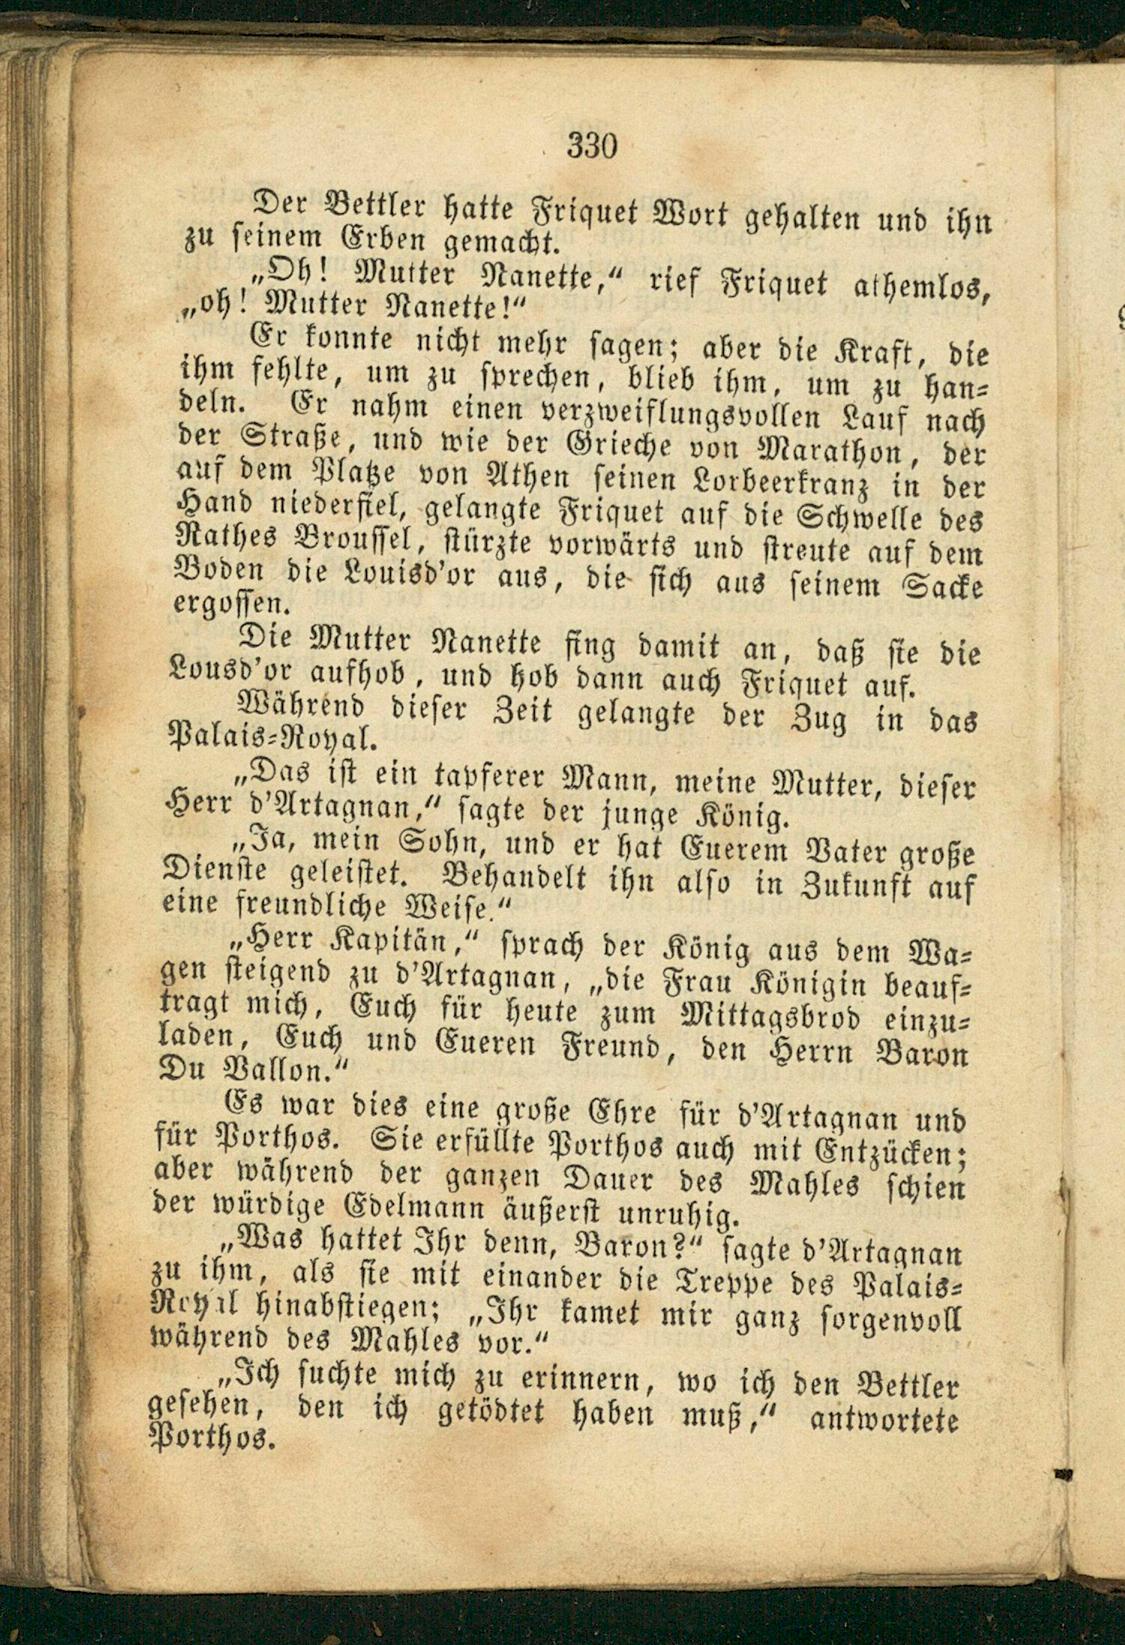 330
Der Bettler hatte Friquet Wort gehalten und ihn
zu seinem Erben gemacht.
„Oh! Mutter Nanette,“ rief Friquet athemlos,
„oh! Mutter Nanette!“
Er konnte nicht mehr sagen; aber die Kraft, die
ihm fehlte, um zu sprechen, blieb ihm, um zu han-
deln. Er nahm einen verzweiflungsvollen Lauf nach
der Straße, und wie der Grieche von Marathon, der
auf dem Platze von Athen seinen Lorbeerkranz in der
Hand niederfiel, gelangte Friquet auf die Schwelle des
Rathes Broussel, stürzte vorwärts und streute auf dem
Boden die Louisd'or aus, die sich aus seinem Sacke
ergossen.
Die Mutter Nanette fing damit an, daß sie die
Lousd'or aufhob, und hob dann auch Friquet auf.
Während dieser Zeit gelangte der Zug in das
Palais-Royal.
„Das ist ein tapferer Mann, meine Mutter, dieser
Herr d'Artagnan,“ sagte der junge König.
„Ja, mein Sohn, und er hat Euerem Vater große
Dienste geleistet. Behandelt ihn also in Zukunft auf
eine freundliche Weise.“
„Herr Kapitän,“ sprach der König aus dem Wa-
gen steigend zu d'Artagnan, „die Frau Königin beauf-
tragt mich, Euch für heute zum Mittagsbrod einzu-
laden, Euch und Eueren Freund, den Herrn Baron
Du Vallon.“
Es war dies eine große Ehre für d'Artagnan und
für Porthos. Sie erfüllte Porthos auch mit Entzücken;
aber während der ganzen Dauer des Mahles schien
der würdige Edelmann äußerst unruhig.
„Was hattet Ihr denn, Baron?“ sagte d'Artagnan
zu ihm, als sie mit einander die Treppe des Palais-
Royal hinabstiegen; „Ihr kamet mir ganz sorgenvoll
während des Mahles vor.“
„Ich suchte mich zu erinnern, wo ich den Bettler
gesehen, den ich getödtet haben muß,“ antwortete
Porthos.